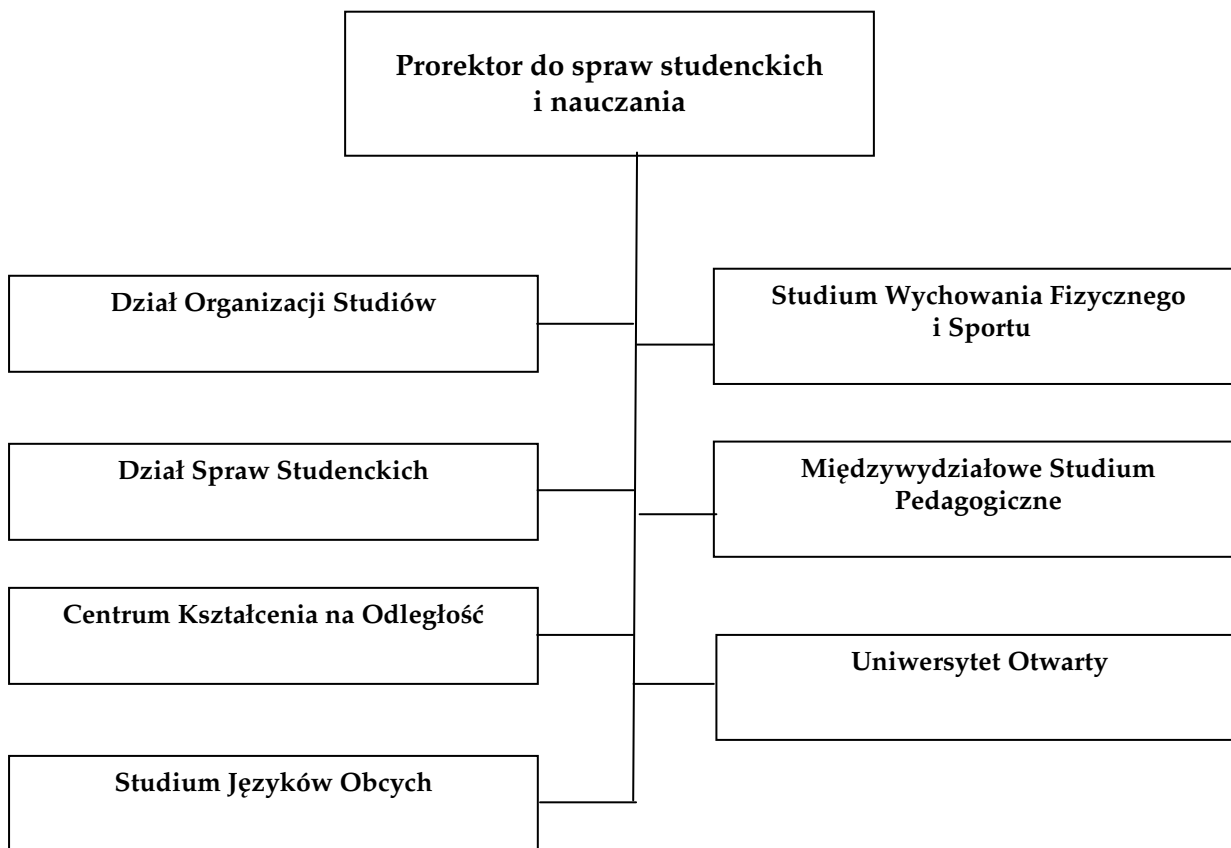 Prorektor do spraw studenckich
i nauczania
Dział Organizacji Studiów
Studium Wychowania Fizycznego
i Sportu
Dział Spraw Studenckich
Międzywydziałowe Studium
Pedagogiczne
Centrum Kształcenia na Odległość
Uniwersytet Otwarty
Studium Języków Obcych